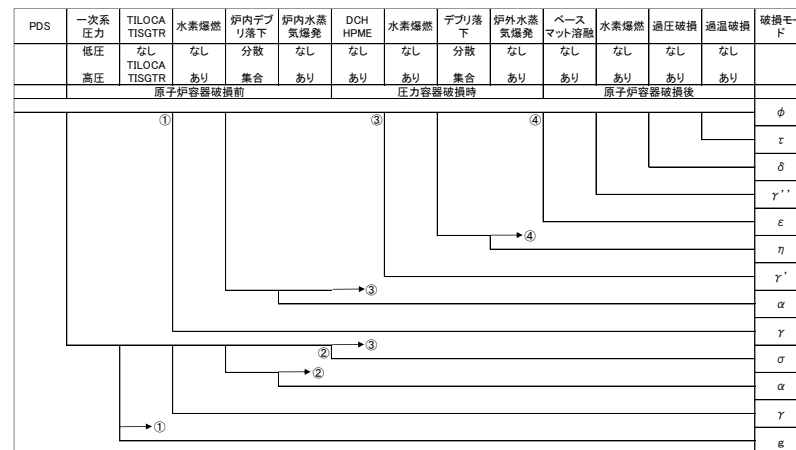 PDS 一次系圧力 TILOCA TISGTR 水素爆燃 炉内デブリ落下 炉内水蒸気爆発 DCH HPME 水素爆燃 デブリ落下 炉外水蒸気爆発 ベースマット溶融 水素爆燃 過圧破損 過温破損 破損モード
低圧 なし なし 分散 なし なし なし 分散 なし なし なし なし なし
高圧 TILOCA TISGTR あり 集合 あり あり あり 集合 あり あり あり あり あり
原子炉容器破損前 圧力容器破損時 原子炉容器破損後
① ③ ④ φ
τ
δ
γ''
ε
④
η
γ'
③
α
γ
③
② σ
②
α
γ
①
g